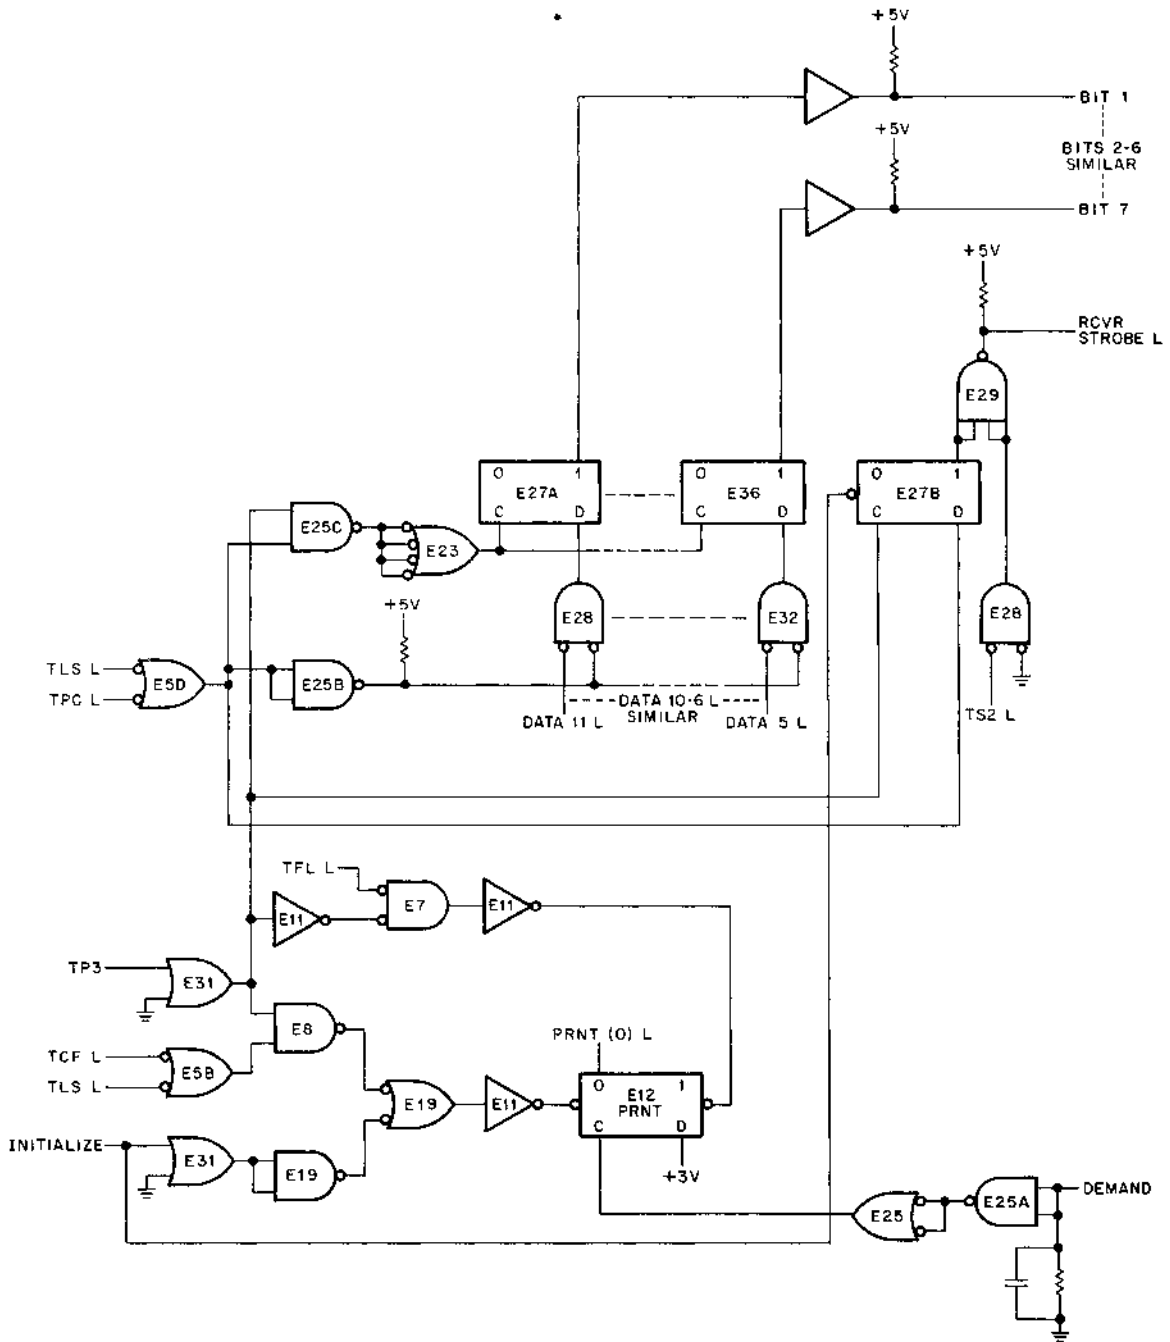 +5V
BIT 1
+5V
BITS 2-6
SIMILAR
BIT 7
+5V
RCVR
STROBE L
E29
0 1
E27A
C D
0 1
E36
C D
0 1
E27B
C D
E25C
E23
+5V
E28
E32
E28
TLS L
E5D
TPC L
E25B
DATA 10-6 L
SIMILAR
DATA 11 L
DATA 5 L
TS2 L
TFL L
E7
E11
E11
TP3
E31
E8
PRNT (0) L
TCF L
E5B
TLS L
E19
E11
0 1
E12
PRNT
C D
+3V
INITIALIZE
E31
E19
E25
E25A
DEMAND